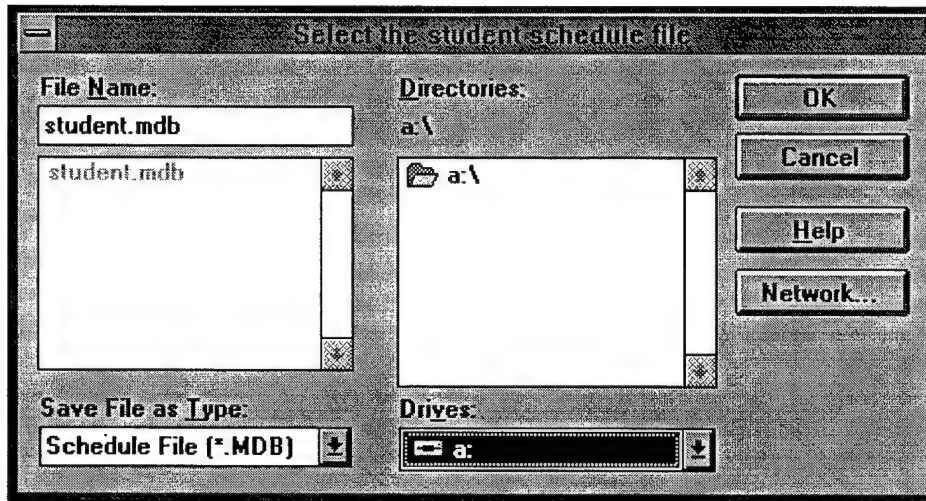 Select the student schedule file
File Name:
student.mdb
student.mdb
Save File as Type:
Schedule File (*.MDB)
Directories:
a:\
a:\
Drives:
a:
OK
Cancel
Help
Network...